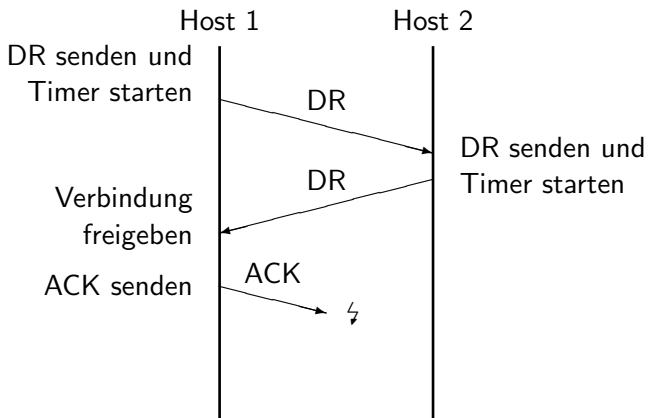 Host 1
Host 2
DR senden und
Timer starten
DR
DR senden und
Timer starten
DR
Verbindung
freigeben
ACK senden
ACK